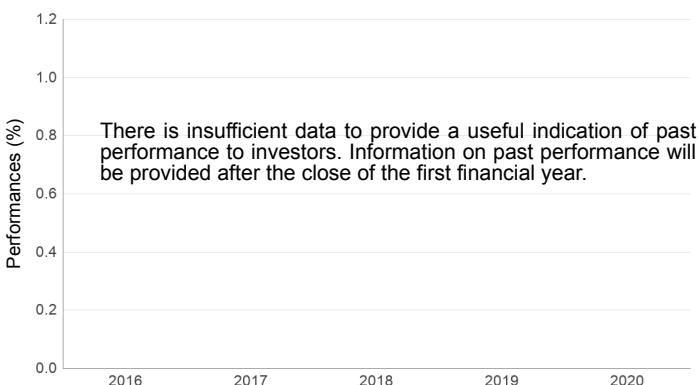 1.2
1.0
0.8
0.6
0.4
0.2
0.0
Performances (%)
There is insufficient data to provide a useful indication of past
performance to investors. Information on past performance will
be provided after the close of the first financial year.
2016 2017 2018 2019 2020